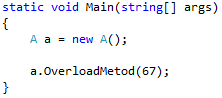 static void Main(string[] args)
{
A a = new A();
a.OverloadMetod(67);
}